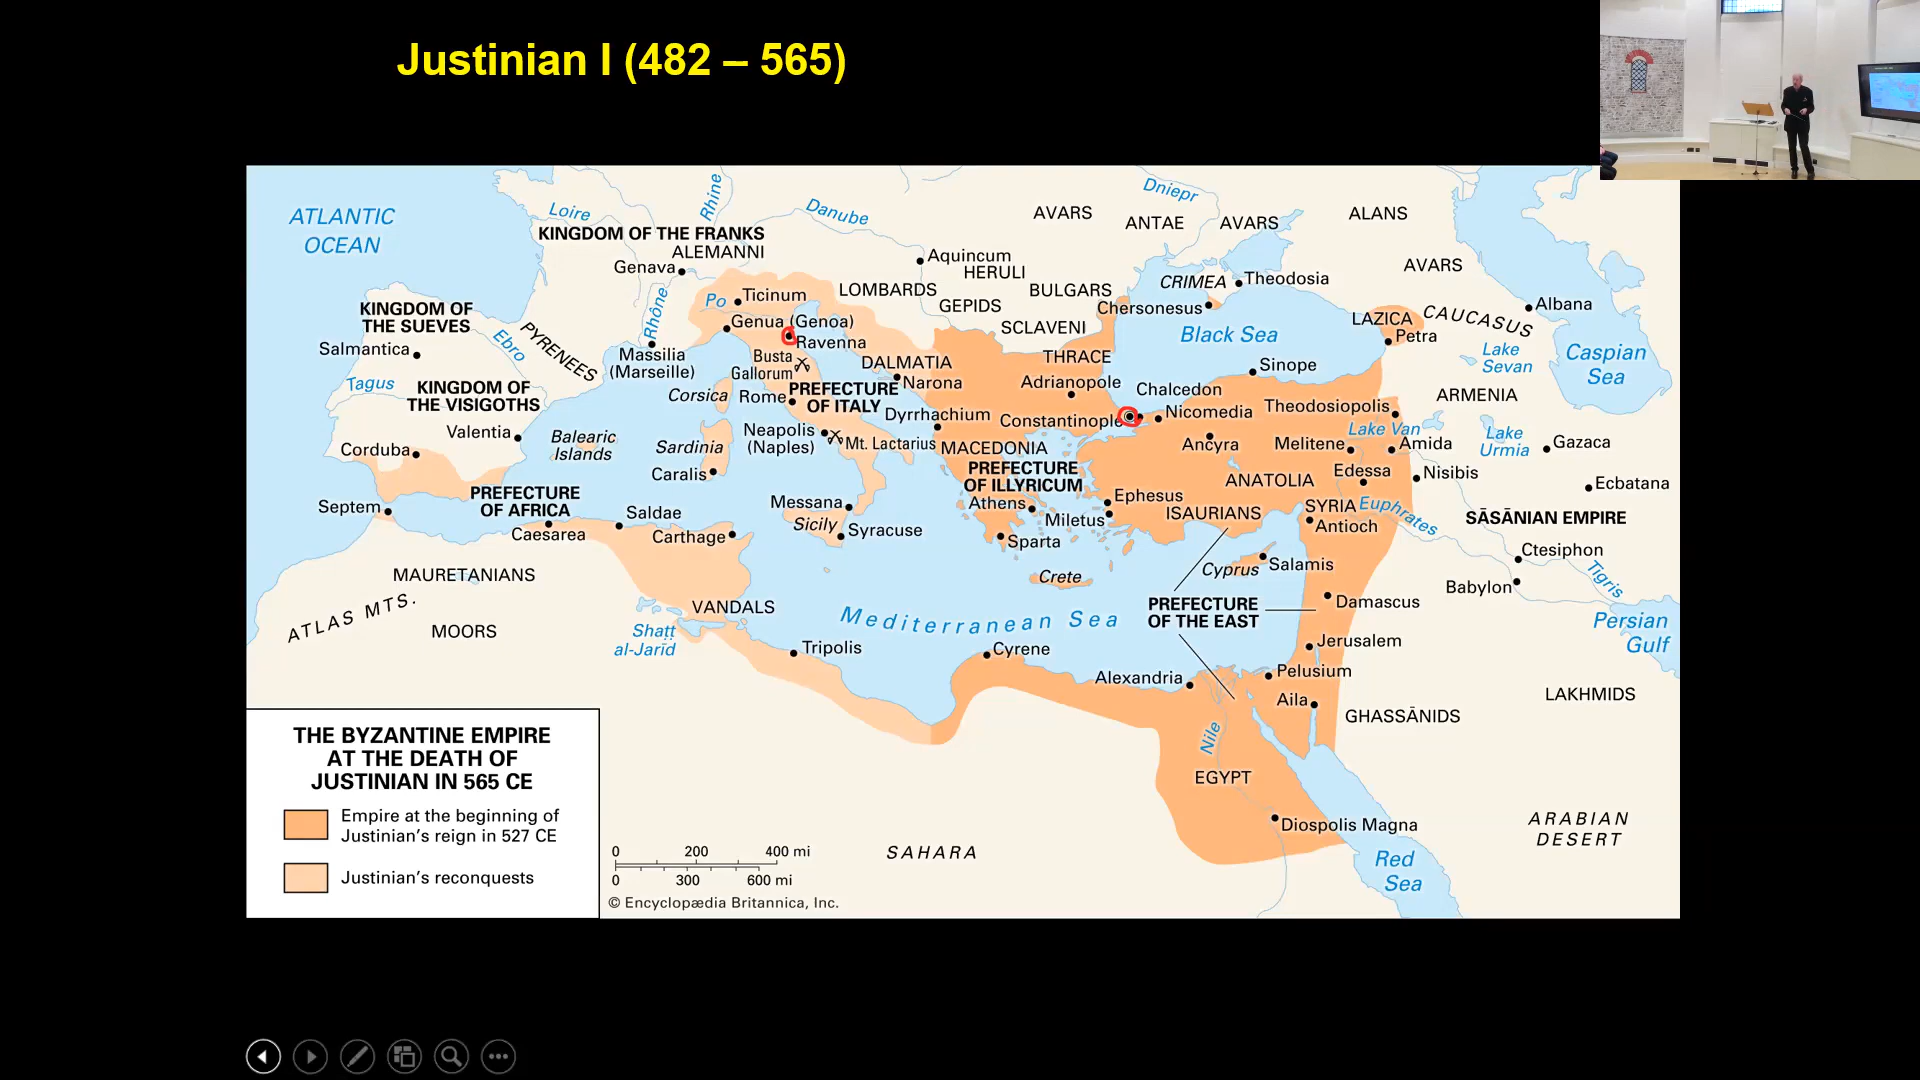 Justinian I (482 – 565)
ATLANTIC
OCEAN
Loire
Rhine
Danube
Dniepr
AVARS
ANTAE
AVARS
ALANS
KINGDOM OF THE FRANKS
ALEMANNI
Genava
Aquincum
HERULI
AVARS
CRIMEA
Theodosia
Po
Ticinum
LOMBARDS
GEPIDS
BULGARS
Chersonesus
Albana
KINGDOM OF
THE SUEVES
Rhône
Genua (Genoa)
SCLAVENI
LAZICA
CAUCASUS
Petra
Black Sea
Salmantica
Ebro
PYRENEES
Massilia
(Marseille)
Ravenna
Busta
Gallorum
DALMATIA
THRACE
Lake
Sevan
Caspian
Sea
Tagus
KINGDOM OF
THE VISIGOTHS
Corsica
Rome
PREFECTURE
OF ITALY
Narona
Adrianopole
Chalcedon
Sinope
ARMENIA
Valentia
Dyrrhachium
Constantinople
Nicomedia
Theodosiopolis
Lake Van
Lake
Urmia
Gazaca
Corduba
Balearic
Islands
Sardinia
Neapolis
(Naples)
Mt. Lactarius
MACEDONIA
Ancyra
Melitene
Amida
Caralis
PREFECTURE
OF ILLYRICUM
ANATOLIA
Edessa
Nisibis
Ecbatana
Septem
PREFECTURE
OF AFRICA
Messana
Athens
Ephesus
Miletus
ISAURIANS
SYRIA
Euphrates
Antioch
SĀSĀNIAN EMPIRE
Caesarea
Saldae
Carthage
Sicily
Syracuse
Sparta
Ctesiphon
Crete
Cyprus
Salamis
Babylon
Tigris
MAURETANIANS
ATLAS MTS.
VANDALS
Mediterranean Sea
PREFECTURE
OF THE EAST
Damascus
Persian
Gulf
MOORS
Shaṭṭ
al-Jarīd
Tripolis
Cyrene
Jerusalem
Alexandria
Pelusium
Aila
GHASSĀNIDS
LAKHMIDS
Nile
EGYPT
Diospolis Magna
ARABIAN
DESERT
SAHARA
Red
Sea
THE BYZANTINE EMPIRE
AT THE DEATH OF
JUSTINIAN IN 565 CE
Empire at the beginning of
Justinian's reign in 527 CE
Justinian's reconquests
0 200 400 mi
0 300 600 mi
© Encyclopædia Britannica, Inc.